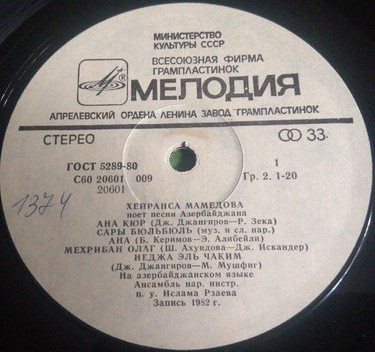 МИНИСТЕРСТВО
КУЛЬТУРЫ СССР
ВСЕСОЮЗНАЯ ФИРМА
ГРАМПЛАСТИНОК
МЕЛОДИЯ
АПРЕЛЕВСКИЙ ОРДЕНА ЛЕНИНА ЗАВОД ГРАМПЛАСТИНОК
СТЕРЕО 33
ГОСТ 5289-80 1
С60 20601 009 Гр. 2. 1-20
20601
1374
ХЕЙРАНСА МАМЕДОВА
поет песни Азербайджана
АНА КЮР (Дж. Джангиров—Р. Зека)
САРЫ БЮЛЬБЮЛЬ (муз. и сл. нар.)
АНА (Б. Керимов—Э. Алибейли)
МЕХРИБАН ОЛАГ (Ш. Ахундова—Дж. Искандер)
НЕДЖА ЭЛЬ ЧАКИМ
(Дж. Джангиров—М. Мушфиг)
На азербайджанском языке
Ансамбль нар. инстр.
п. у. Ислама Рзаева
Запись 1982 г.